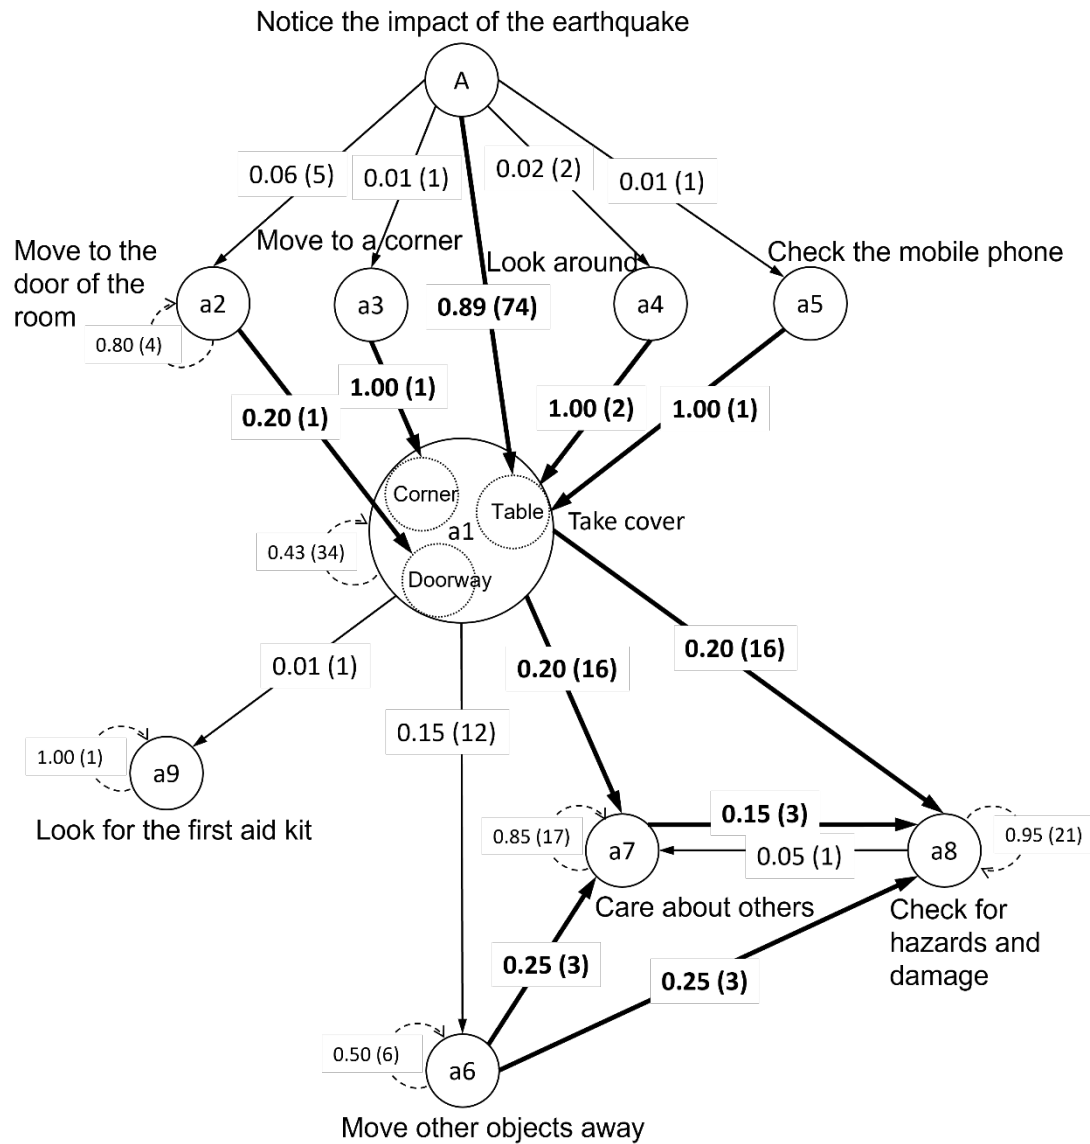 Notice the impact of the earthquake
A
0.06 (5)
0.01 (1)
0.02 (2)
0.01 (1)
Move to the
door of the
room
Move to a corner
Look around
Check the mobile phone
a2
a3
a4
a5
0.89 (74)
0.80 (4)
0.20 (1)
1.00 (1)
1.00 (2)
1.00 (1)
Corner
Table
a1
Doorway
Take cover
0.43 (34)
0.01 (1)
0.15 (12)
0.20 (16)
0.20 (16)
1.00 (1)
a9
Look for the first aid kit
0.85 (17)
a7
0.15 (3)
0.05 (1)
a8
0.95 (21)
Care about others
Check for
hazards and
damage
0.25 (3)
0.25 (3)
0.50 (6)
a6
Move other objects away